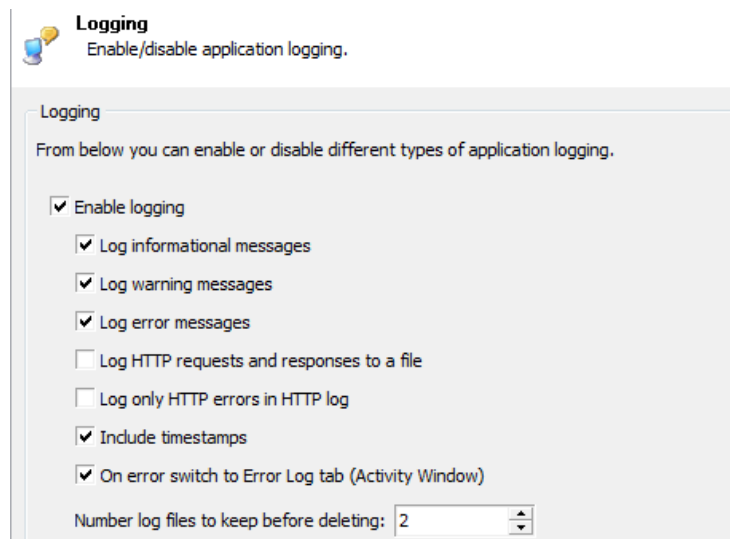 Logging
Enable/disable application logging.
Logging
From below you can enable or disable different types of application logging.
Enable logging
Log informational messages
Log warning messages
Log error messages
Log HTTP requests and responses to a file
Log only HTTP errors in HTTP log
Include timestamps
On error switch to Error Log tab (Activity Window)
Number log files to keep before deleting: 2